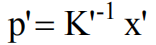 p' = K'⁻¹ x'